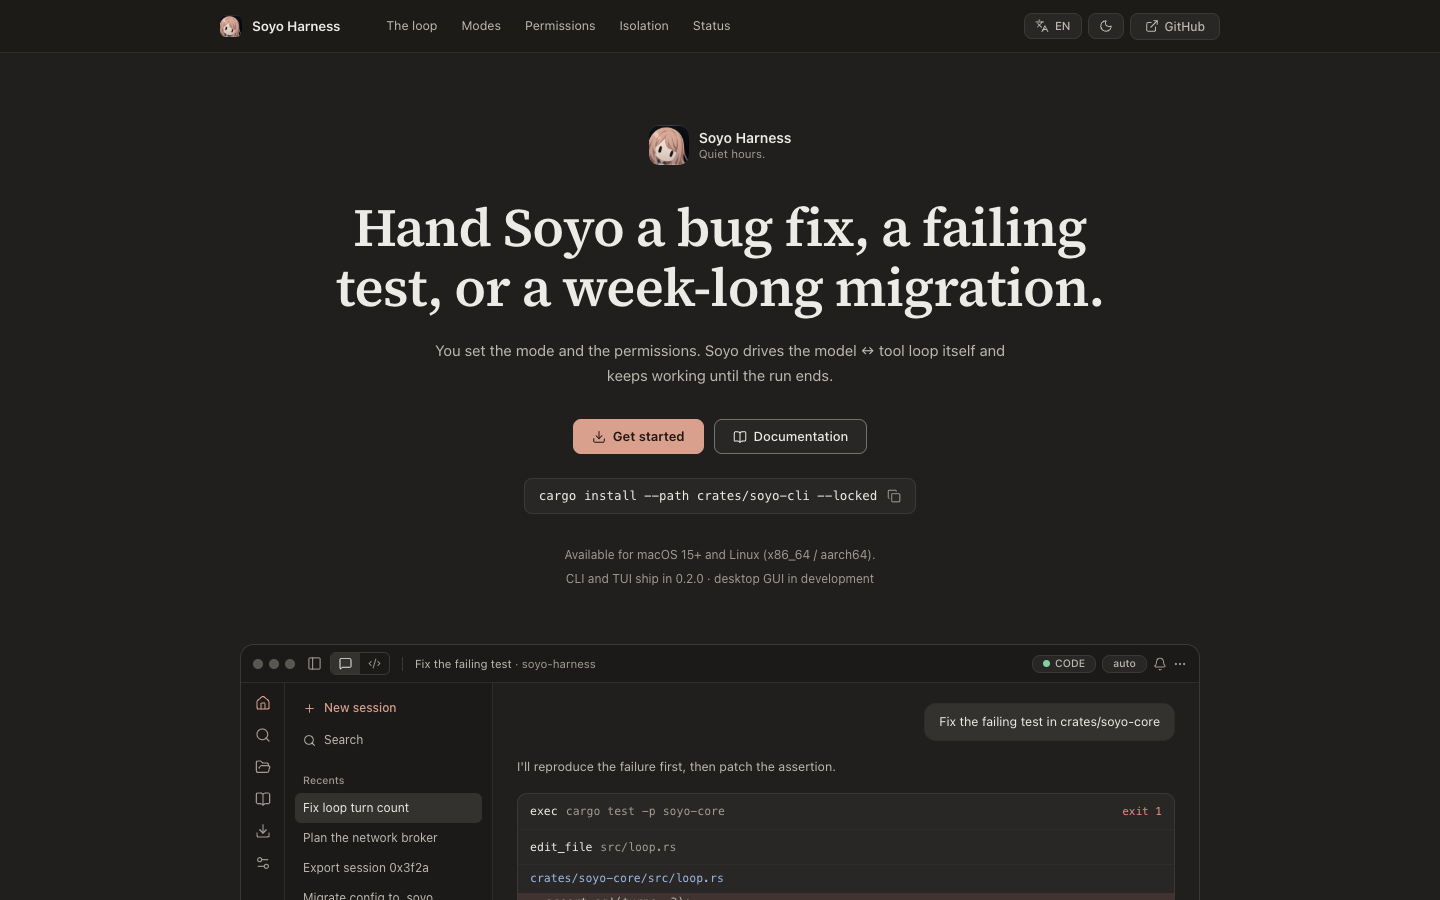 Soyo Harness
The loop
Modes
Permissions
Isolation
Status
EN
GitHub
Soyo Harness
Quiet hours.
Hand Soyo a bug fix, a failing
test, or a week-long migration.
You set the mode and the permissions. Soyo drives the model ↔ tool loop itself and
keeps working until the run ends.
Get started
Documentation
cargo install --path crates/soyo-cli --locked
Available for macOS 15+ and Linux (x86_64 / aarch64).
CLI and TUI ship in 0.2.0 · desktop GUI in development
Fix the failing test · soyo-harness
CODE
auto
New session
Search
Recents
Fix loop turn count
Plan the network broker
Export session 0x3f2a
Migrate config to .soyo
Fix the failing test in crates/soyo-core
I'll reproduce the failure first, then patch the assertion.
exec cargo test -p soyo-core
exit 1
edit_file src/loop.rs
crates/soyo-core/src/loop.rs